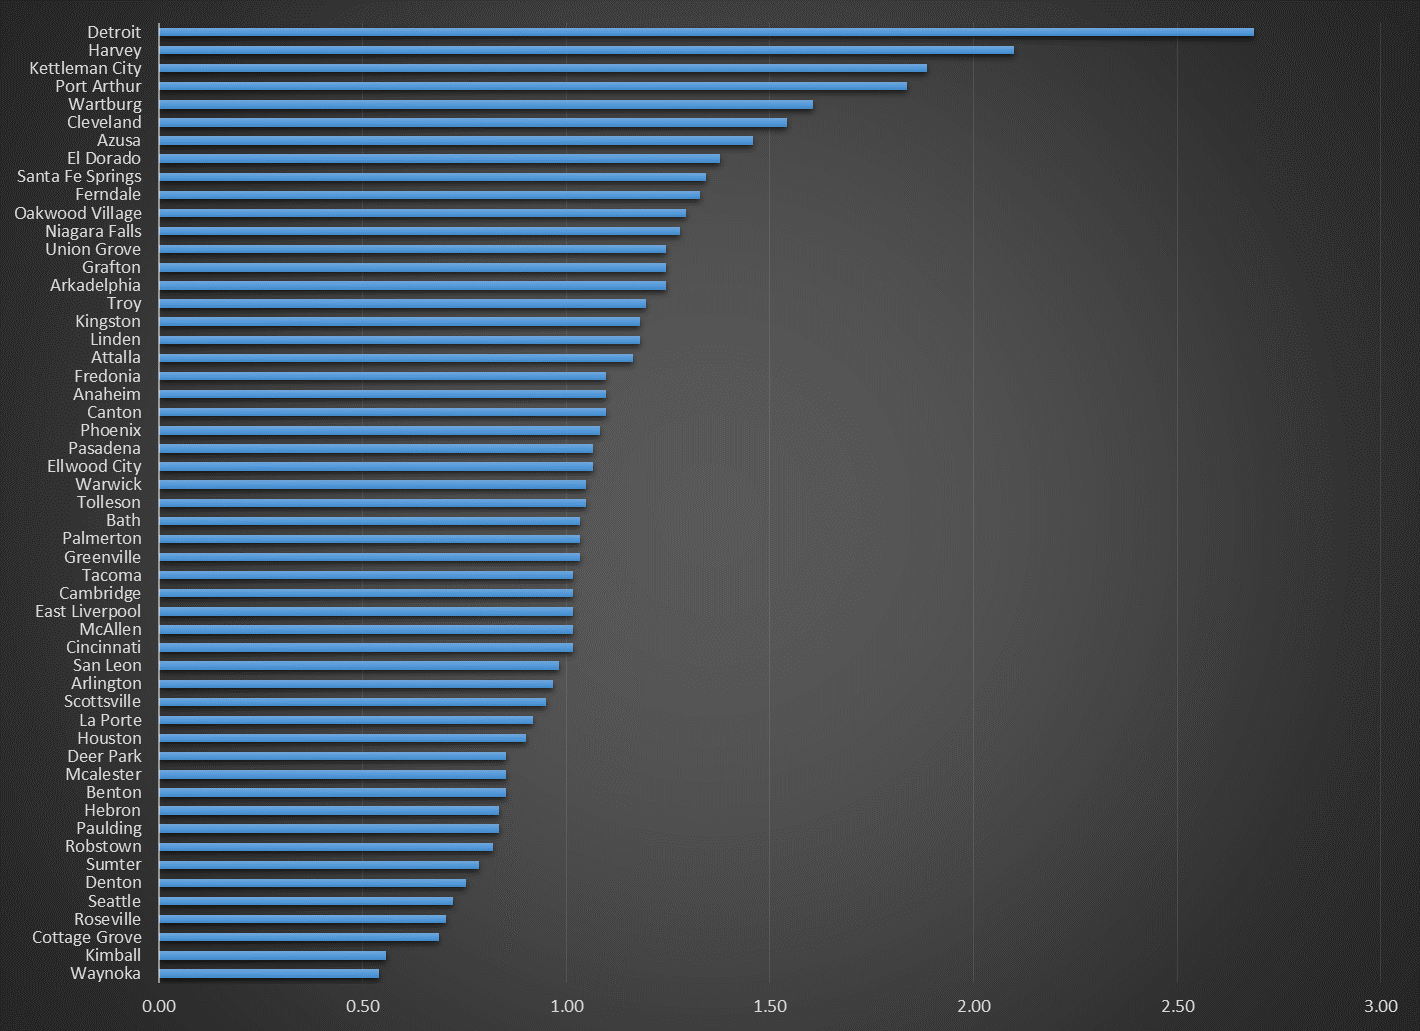 Detroit
Harvey
Kettleman City
Port Arthur
Wartburg
Cleveland
Azusa
El Dorado
Santa Fe Springs
Ferndale
Oakwood Village
Niagara Falls
Union Grove
Grafton
Arkadelphia
Troy
Kingston
Linden
Attalla
Fredonia
Anaheim
Canton
Phoenix
Pasadena
Ellwood City
Warwick
Tolleson
Bath
Palmerton
Greenville
Tacoma
Cambridge
East Liverpool
McAllen
Cincinnati
San Leon
Arlington
Scottsville
La Porte
Houston
Deer Park
Mcalester
Benton
Hebron
Paulding
Robstown
Sumter
Denton
Seattle
Roseville
Cottage Grove
Kimball
Waynoka
0.00 0.50 1.00 1.50 2.00 2.50 3.00